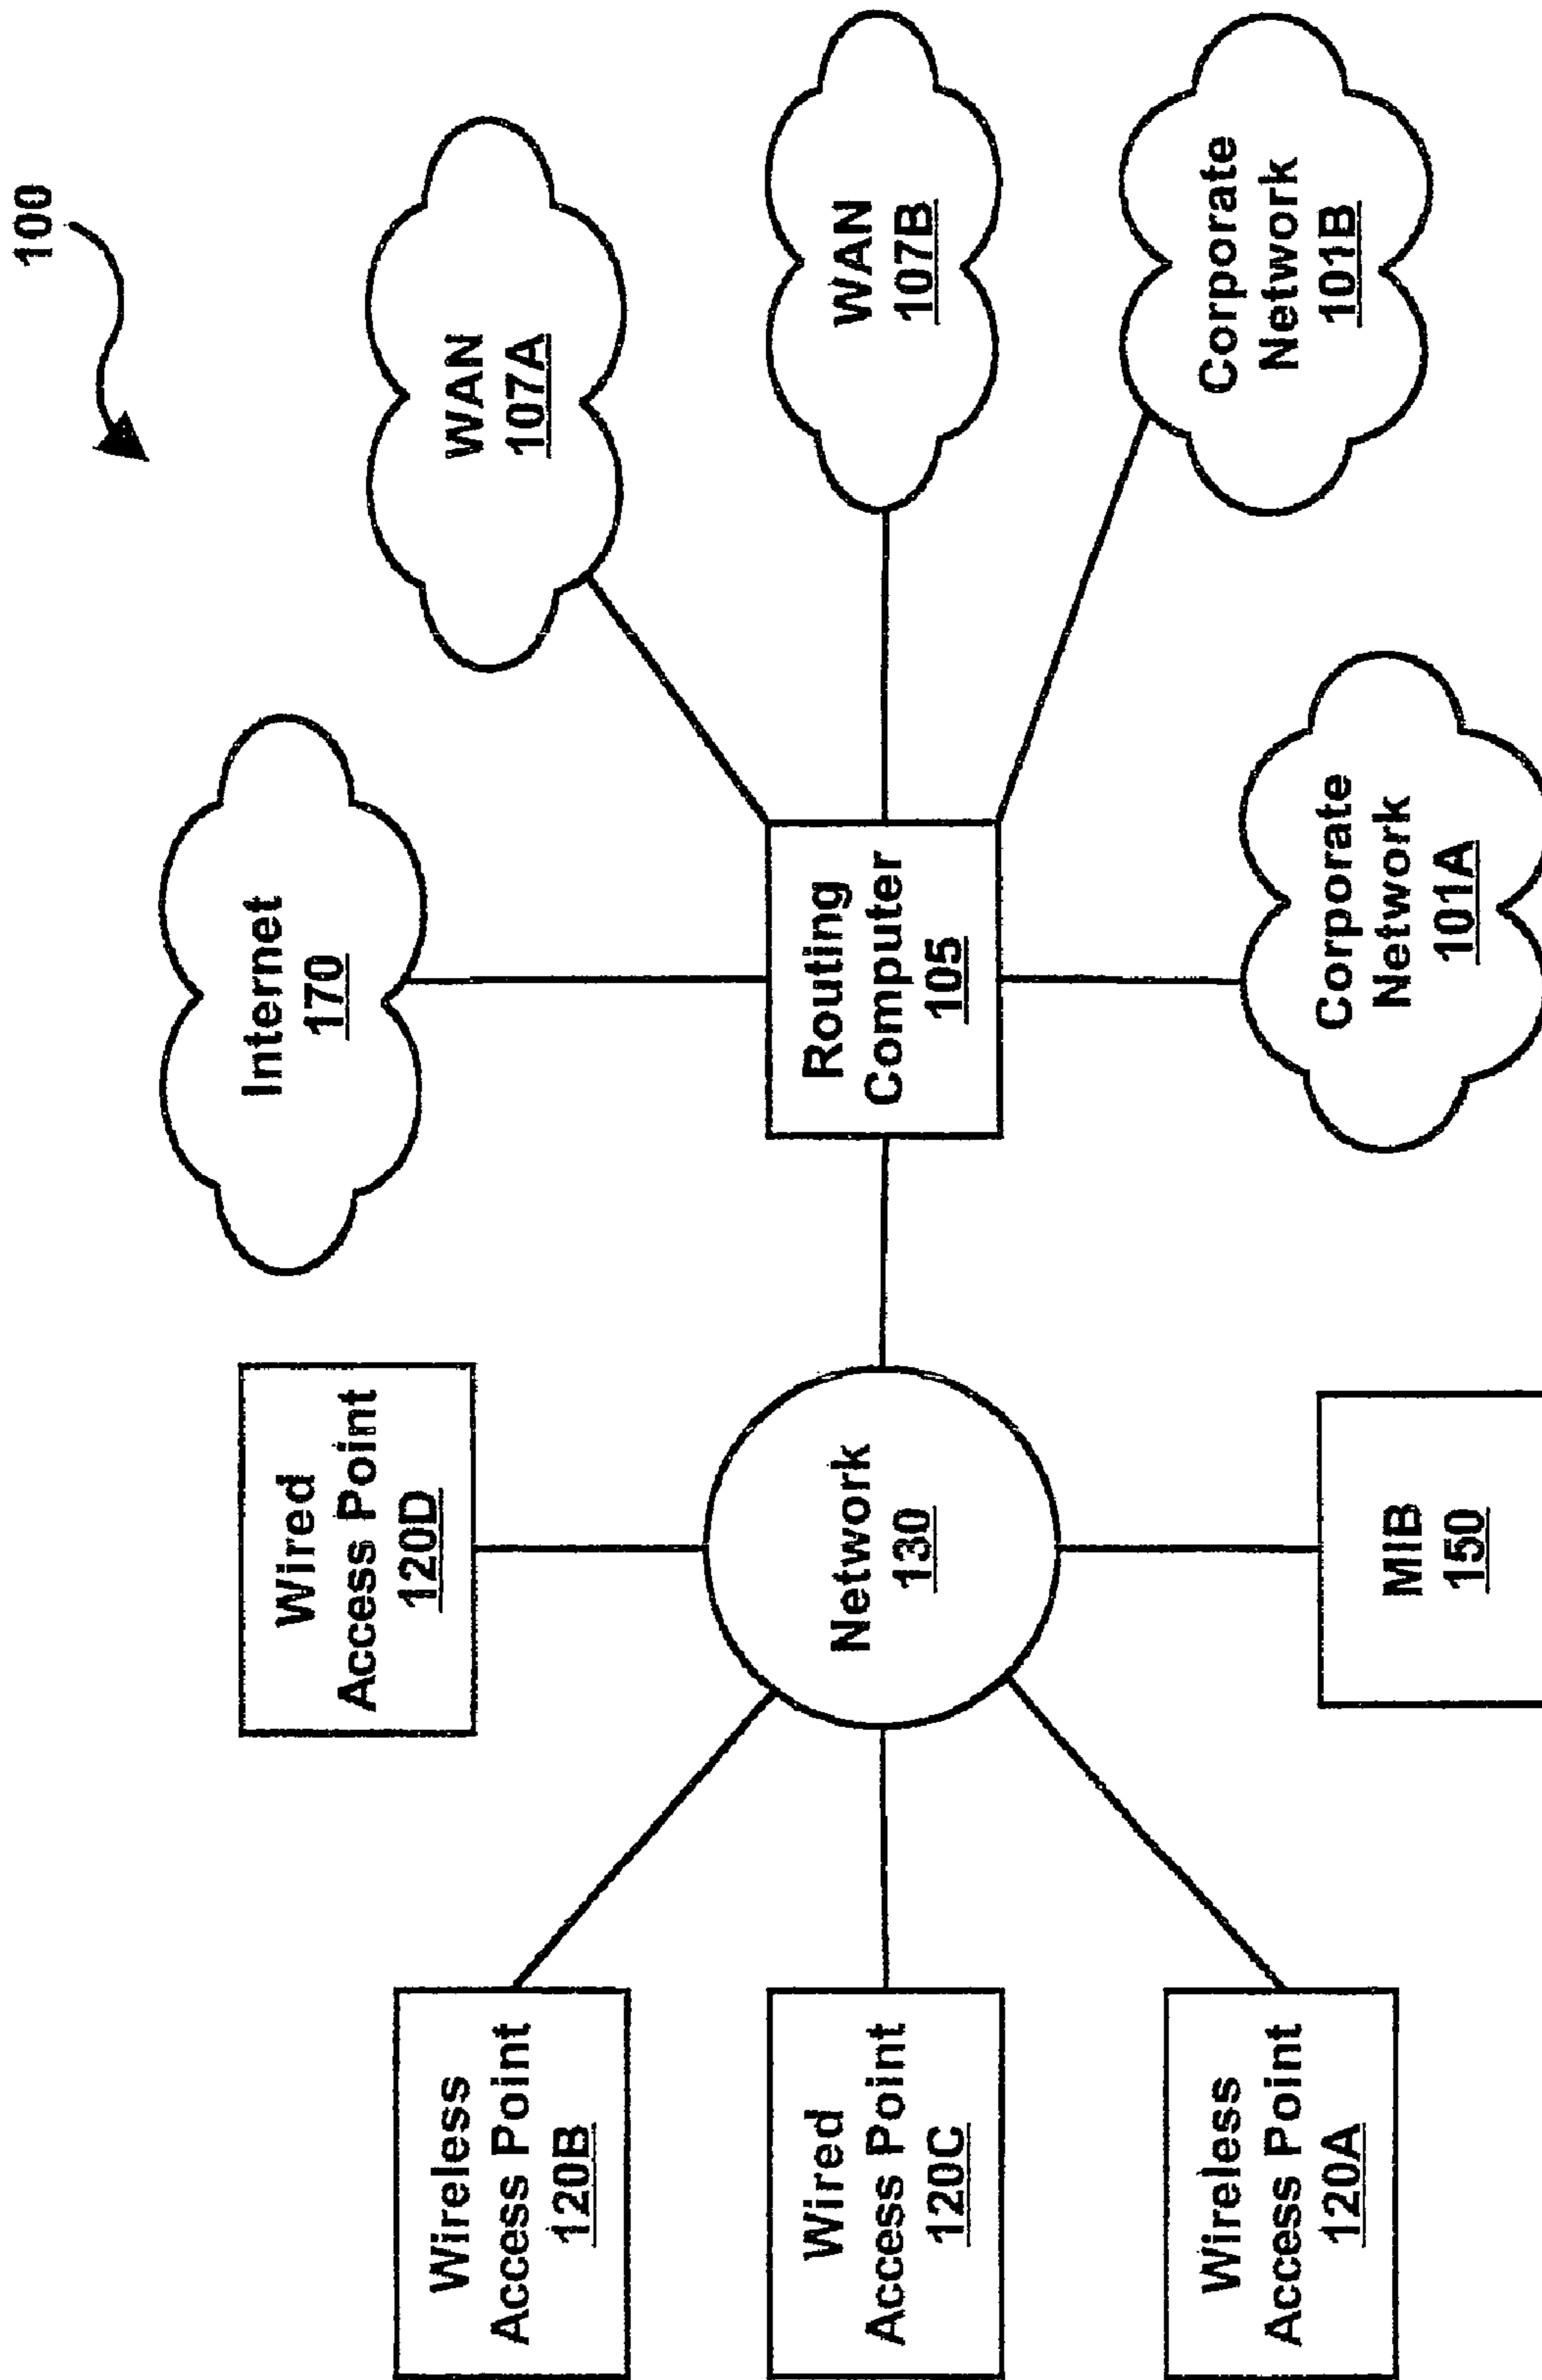 100
Internet
170
WAN
107A
WAN
107B
Corporate
Network
101B
Corporate
Network
101A
Routing
Computer
105
Wired
Access Point
120D
Network
130
MIB
150
Wireless
Access Point
120B
Wired
Access Point
120C
Wireless
Access Point
120A